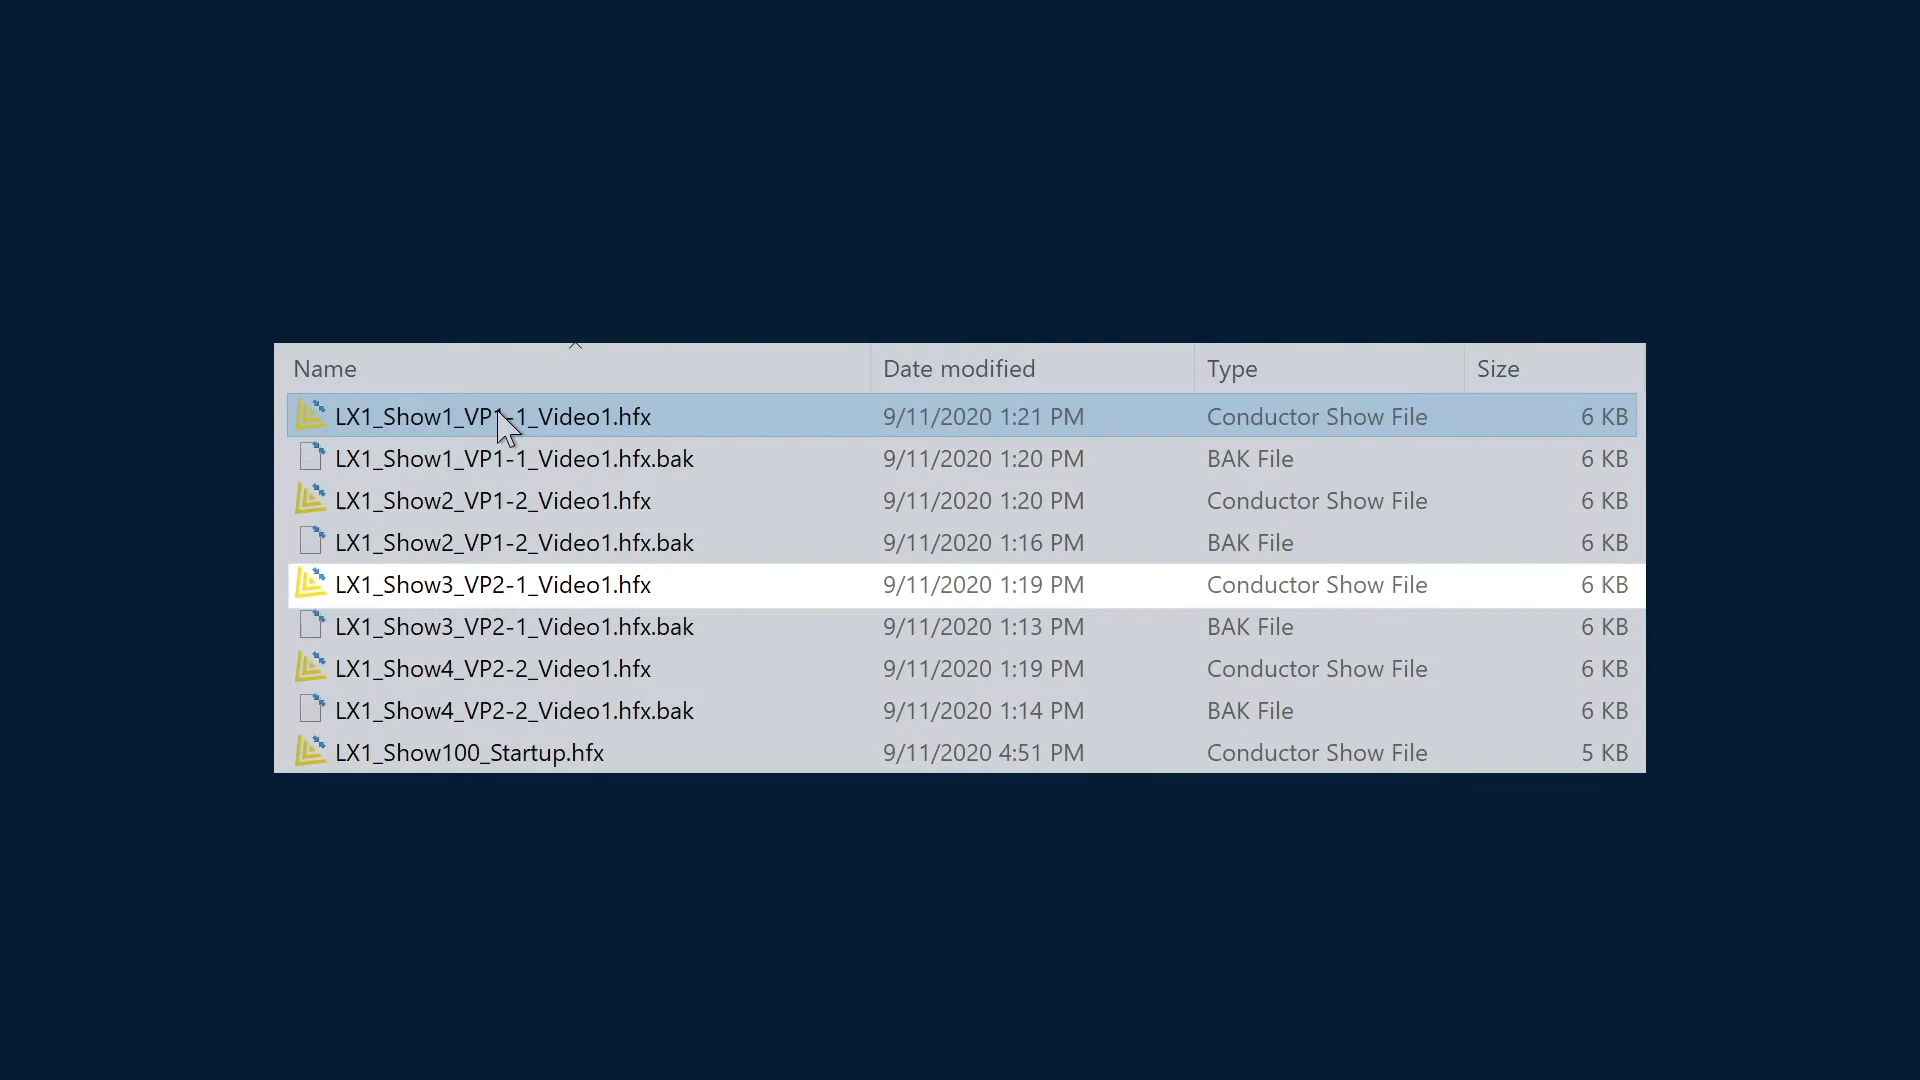 Name Date modified Type Size
LX1_Show1_VP1-1_Video1.hfx 9/11/2020 1:21 PM Conductor Show File 6 KB
LX1_Show1_VP1-1_Video1.hfx.bak 9/11/2020 1:20 PM BAK File 6 KB
LX1_Show2_VP1-2_Video1.hfx 9/11/2020 1:20 PM Conductor Show File 6 KB
LX1_Show2_VP1-2_Video1.hfx.bak 9/11/2020 1:16 PM BAK File 6 KB
LX1_Show3_VP2-1_Video1.hfx 9/11/2020 1:19 PM Conductor Show File 6 KB
LX1_Show3_VP2-1_Video1.hfx.bak 9/11/2020 1:13 PM BAK File 6 KB
LX1_Show4_VP2-2_Video1.hfx 9/11/2020 1:19 PM Conductor Show File 6 KB
LX1_Show4_VP2-2_Video1.hfx.bak 9/11/2020 1:14 PM BAK File 6 KB
LX1_Show100_Startup.hfx 9/11/2020 4:51 PM Conductor Show File 5 KB